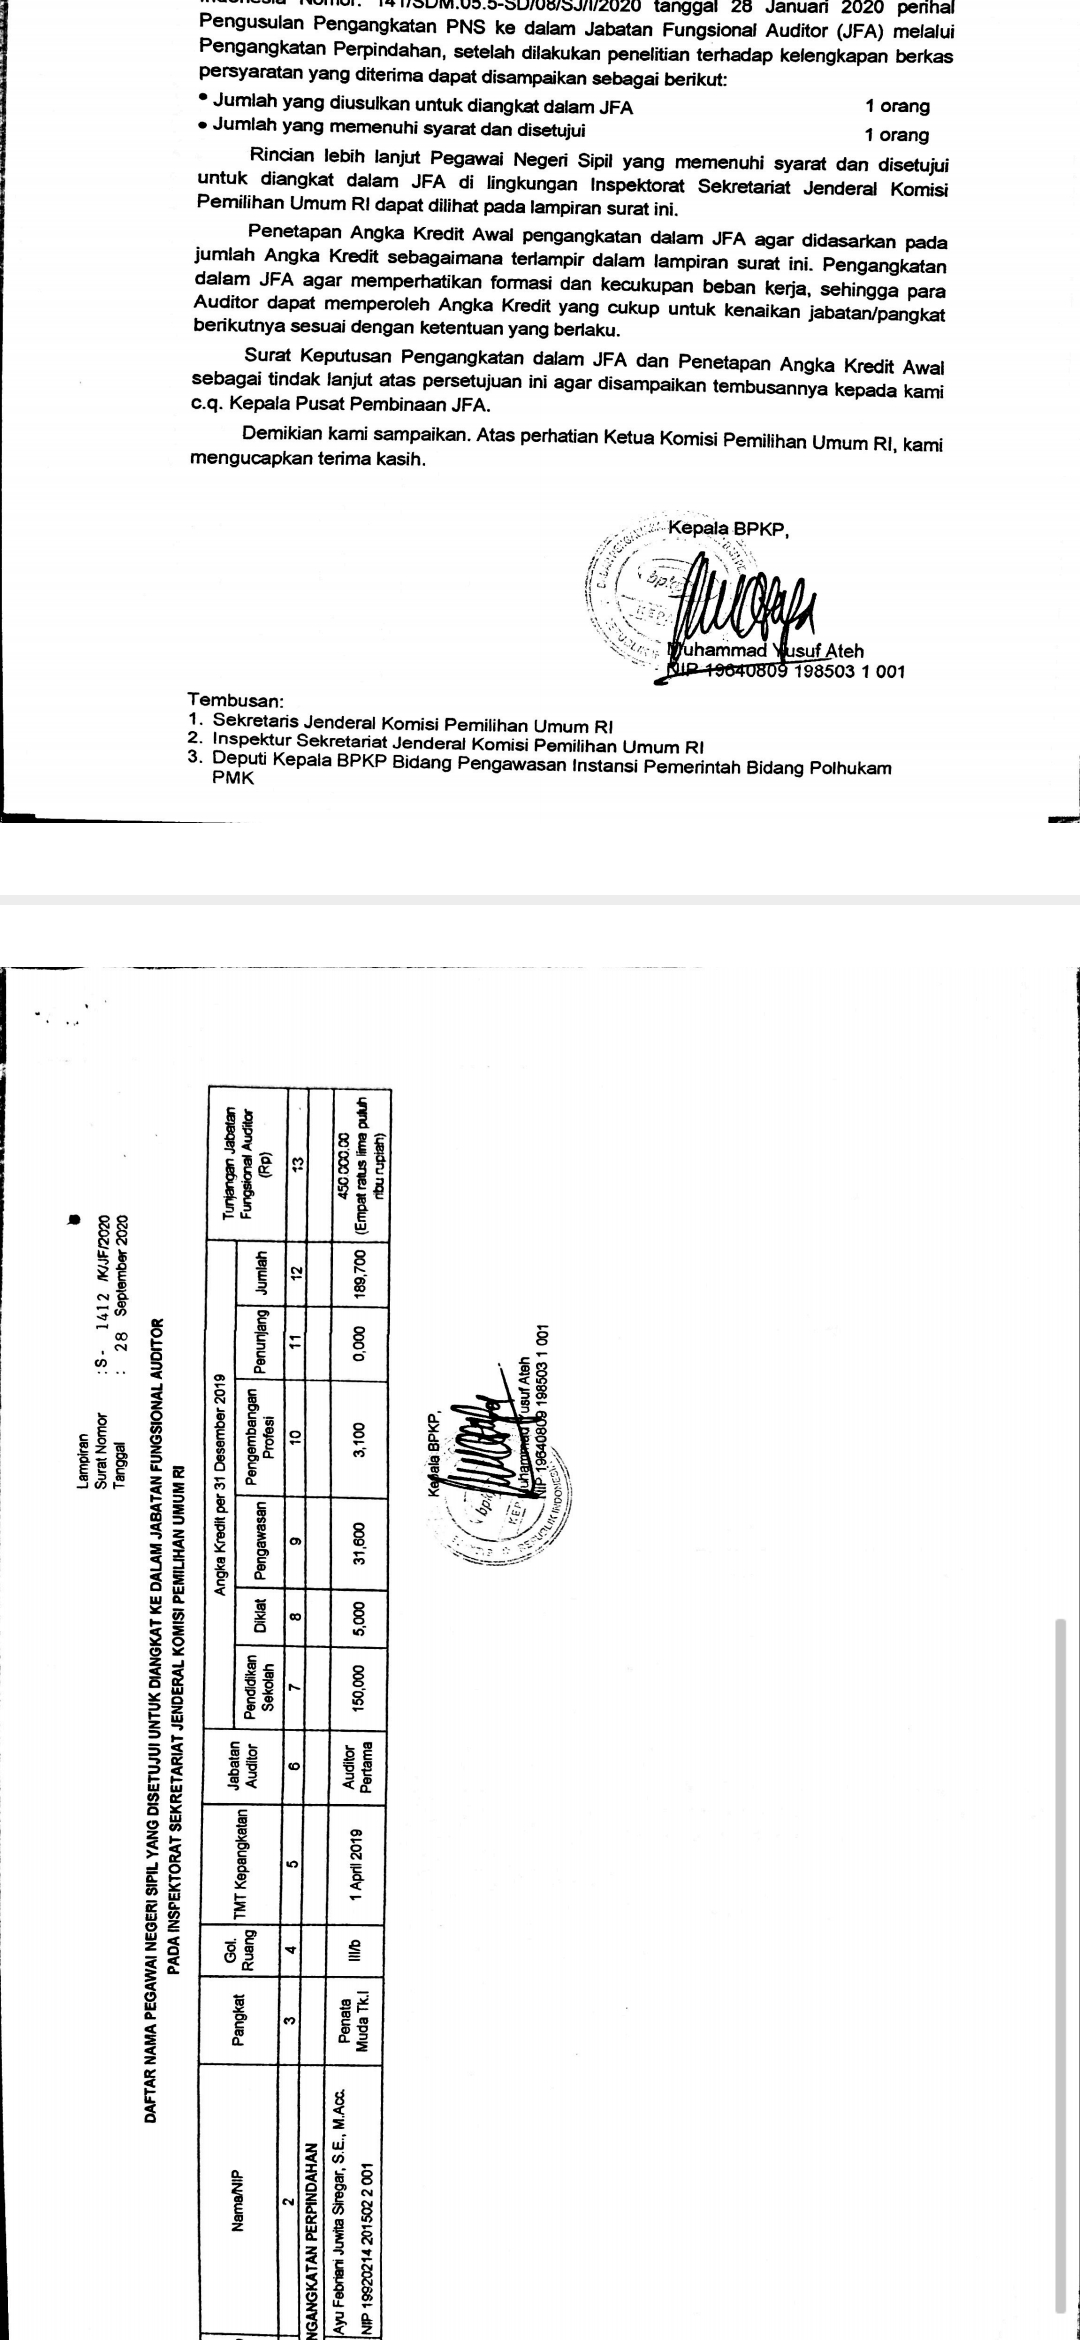 Indonesia Nomor: 141/SDM.05.5-SD/08/SJ/I/2020 tanggal 28 Januari 2020 perihal
Pengusulan Pengangkatan PNS ke dalam Jabatan Fungsional Auditor (JFA) melalui
Pengangkatan Perpindahan, setelah dilakukan penelitian terhadap kelengkapan berkas
persyaratan yang diterima dapat disampaikan sebagai berikut:
• Jumlah yang diusulkan untuk diangkat dalam JFA 1 orang
• Jumlah yang memenuhi syarat dan disetujui 1 orang
Rincian lebih lanjut Pegawai Negeri Sipil yang memenuhi syarat dan disetujui
untuk diangkat dalam JFA di lingkungan Inspektorat Sekretariat Jenderal Komisi
Pemilihan Umum RI dapat dilihat pada lampiran surat ini.
Penetapan Angka Kredit Awal pengangkatan dalam JFA agar didasarkan pada
jumlah Angka Kredit sebagaimana terlampir dalam lampiran surat ini. Pengangkatan
dalam JFA agar memperhatikan formasi dan kecukupan beban kerja, sehingga para
Auditor dapat memperoleh Angka Kredit yang cukup untuk kenaikan jabatan/pangkat
berikutnya sesuai dengan ketentuan yang berlaku.
Surat Keputusan Pengangkatan dalam JFA dan Penetapan Angka Kredit Awal
sebagai tindak lanjut atas persetujuan ini agar disampaikan tembusannya kepada kami
c.q. Kepala Pusat Pembinaan JFA.
Demikian kami sampaikan. Atas perhatian Ketua Komisi Pemilihan Umum RI, kami
mengucapkan terima kasih.
Kepala BPKP,
bpkp
Muhammad Yusuf Ateh
NIP 19640809 198503 1 001
Tembusan:
1. Sekretaris Jenderal Komisi Pemilihan Umum RI
2. Inspektur Sekretariat Jenderal Komisi Pemilihan Umum RI
3. Deputi Kepala BPKP Bidang Pengawasan Instansi Pemerintah Bidang Polhukam
PMK
Lampiran
Surat Nomor : S- 1412 /K/JF/2020
Tanggal : 28 September 2020
DAFTAR NAMA PEGAWAI NEGERI SIPIL YANG DISETUJUI UNTUK DIANGKAT KE DALAM JABATAN FUNGSIONAL AUDITOR
PADA INSPEKTORAT SEKRETARIAT JENDERAL KOMISI PEMILIHAN UMUM RI
Nama/NIP
Pangkat
Gol.
Ruang
TMT Kepangkatan
Jabatan
Auditor
Angka Kredit per 31 Desember 2019
Pendidikan
Sekolah
Diklat
Pengawasan
Pengembangan
Profesi
Penunjang
Jumlah
Tunjangan Jabatan
Fungsional Auditor
(Rp)
2 3 4 5 6 7 8 9 10 11 12 13
NGANGKATAN PERPINDAHAN
Ayu Febriani Juwita Siregar, S.E., M.Acc.
NIP 19920214 201502 2 001
Penata
Muda Tk.I
III/b
1 April 2019
Auditor
Pertama
150,000
5,000
31,600
3,100
0,000
189,700
450.000,00
(Empat ratus lima puluh
ribu rupiah)
Kepala BPKP,
Muhammad Yusuf Ateh
NIP 19640809 198503 1 001